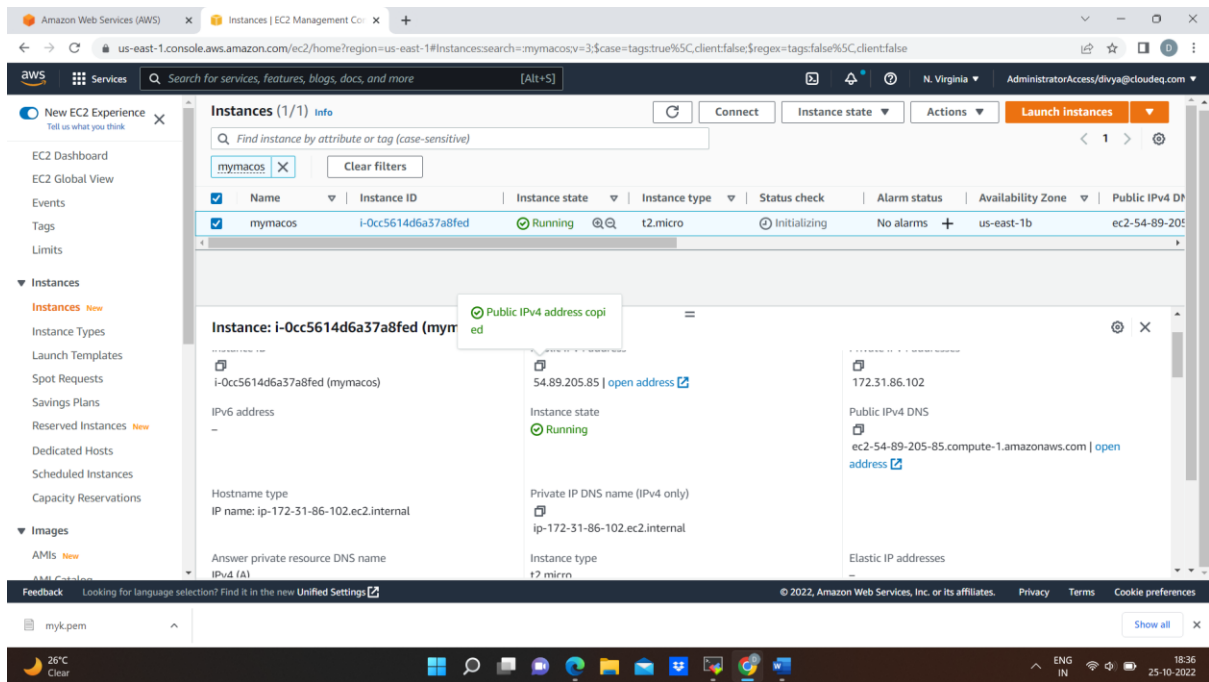 Amazon Web Services (AWS)
Instances | EC2 Management Con
us-east-1.console.aws.amazon.com/ec2/home?region=us-east-1#Instances:search=:mymacos;v=3;$case=tags:true%5C,client:false;$regex=tags:false%5C,client:false
D
aws
Services
Search for services, features, blogs, docs, and more
[Alt+S]
N. Virginia
AdministratorAccess/divya@cloudeq.com
New EC2 Experience
Tell us what you think
EC2 Dashboard
EC2 Global View
Events
Tags
Limits
Instances
Instances New
Instance Types
Launch Templates
Spot Requests
Savings Plans
Reserved Instances New
Dedicated Hosts
Scheduled Instances
Capacity Reservations
Images
AMIs New
AMI Catalog
Instances (1/1) Info
Connect
Instance state
Actions
Launch instances
Find instance by attribute or tag (case-sensitive)
1
mymacos
Clear filters
Name | Instance ID | Instance state | Instance type | Status check | Alarm status | Availability Zone | Public IPv4 DN
mymacos i-0cc5614d6a37a8fed Running t2.micro Initializing No alarms + us-east-1b ec2-54-89-205
Public IPv4 address copi
ed
Instance: i-0cc5614d6a37a8fed (mym
i-0cc5614d6a37a8fed (mymacos)
54.89.205.85 | open address
172.31.86.102
IPv6 address
–
Instance state
Running
Public IPv4 DNS
ec2-54-89-205-85.compute-1.amazonaws.com | open
address
Hostname type
IP name: ip-172-31-86-102.ec2.internal
Private IP DNS name (IPv4 only)
ip-172-31-86-102.ec2.internal
Answer private resource DNS name
IPv4 (A)
Instance type
t2.micro
Elastic IP addresses
–
Feedback
Looking for language selection? Find it in the new Unified Settings
© 2022, Amazon Web Services, Inc. or its affiliates.
Privacy
Terms
Cookie preferences
myk.pem
Show all
26°C
Clear
ENG
IN
18:36
25-10-2022